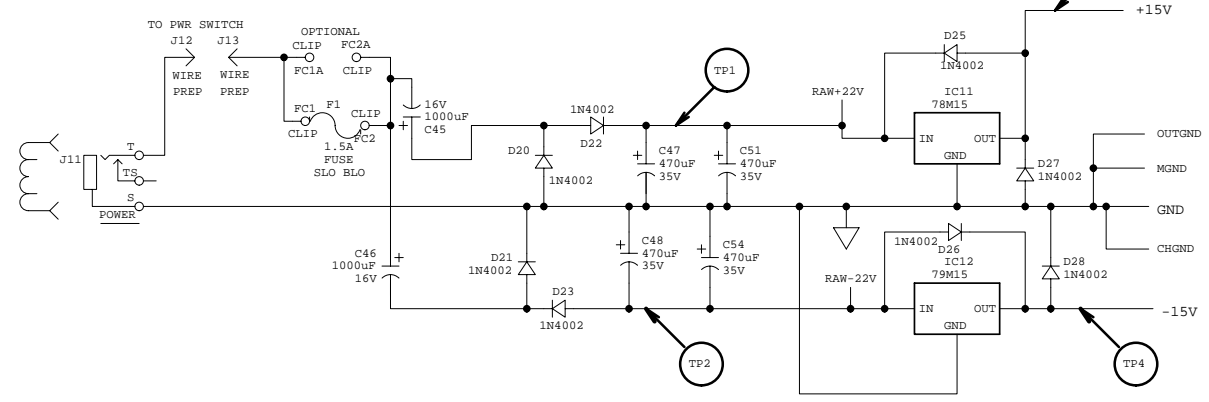 TO PWR SWITCH
J12 J13
WIRE PREP
WIRE PREP
OPTIONAL
CLIP FC2A
FC1A CLIP
FC1 F1 CLIP
CLIP FC2
1.5A
FUSE
SLO BLO
16V
1000uF
+ C45
J11
T
TS
S
POWER
D20
1N4002
1N4002
D22
TP1
+ C47
470uF
35V
+ C51
470uF
35V
RAW+22V
D25
1N4002
IC11
78M15
IN OUT
GND
+15V
D27
1N4002
OUTGND
MGND
GND
CHGND
C46 +
1000uF
16V
D21
1N4002
D23
1N4002
+ C48
470uF
35V
+ C54
470uF
35V
TP2
RAW-22V
1N4002
D26
IC12
79M15
IN OUT
GND
D28
1N4002
-15V
TP4